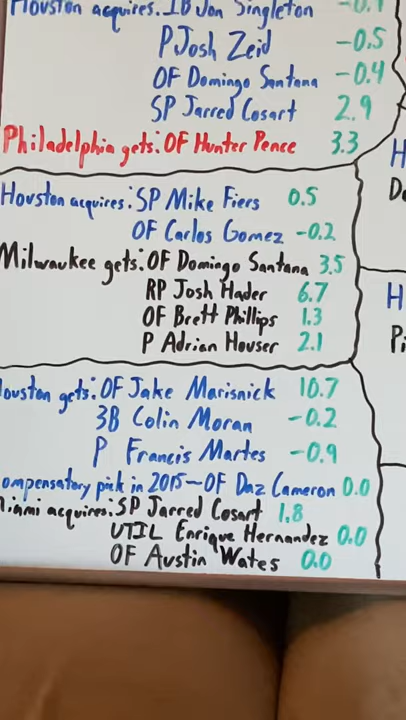 Houston acquires: 1B Jon Singleton -0.1
P Josh Zeid -0.5
OF Domingo Santana -0.4
SP Jarred Cosart 2.9
Philadelphia gets: OF Hunter Pence 3.3
H
Houston acquires: SP Mike Fiers 0.5
OF Carlos Gomez -0.2
Milwaukee gets: OF Domingo Santana 3.5
RP Josh Hader 6.7
OF Brett Phillips 1.3
P Adrian Houser 2.1
H
Pi
ouston gets: OF Jake Marisnick 10.7
3B Colin Moran -0.2
P Francis Martes -0.9
ompensatory pick in 2015-OF Daz Cameron 0.0
Miami acquires: SP Jarred Cosart 1.8
UTIL Enrique Hernandez 0.0
OF Austin Wates 0.0